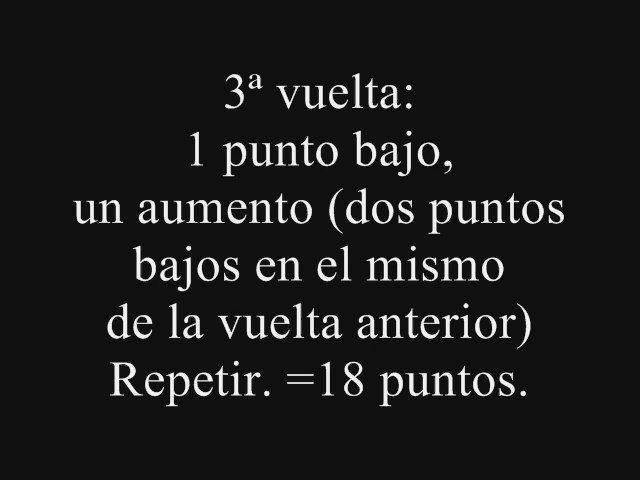 3ª vuelta:
1 punto bajo,
un aumento (dos puntos
bajos en el mismo
de la vuelta anterior)
Repetir. =18 puntos.